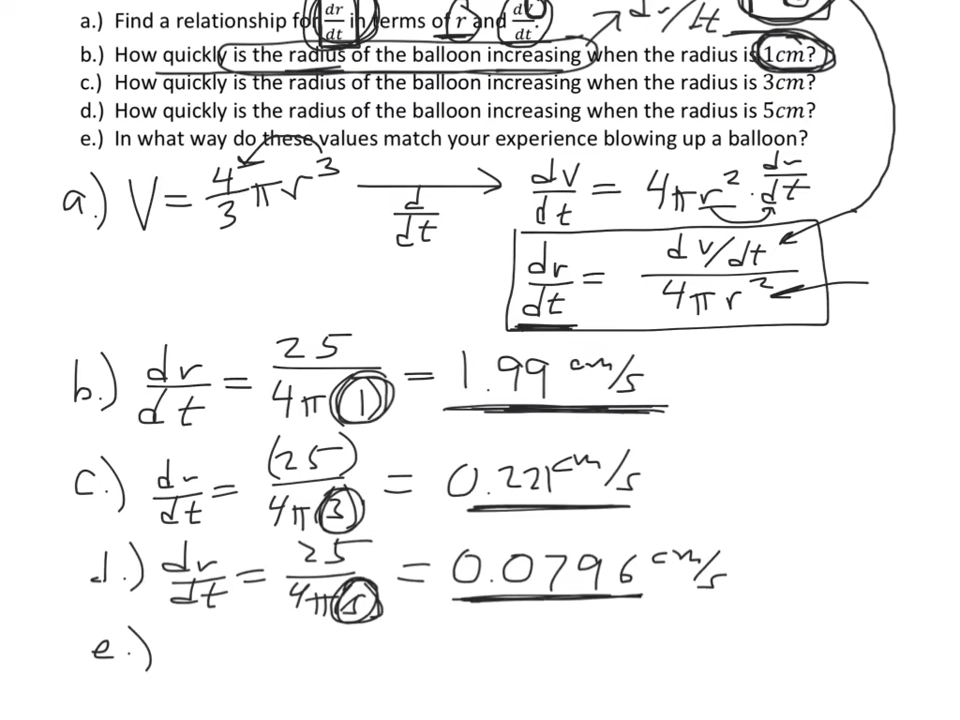 a.) Find a relationship for dr/dt in terms of r and dV/dt. dr/dt
b.) How quickly is the radius of the balloon increasing when the radius is 1cm?
c.) How quickly is the radius of the balloon increasing when the radius is 3cm?
d.) How quickly is the radius of the balloon increasing when the radius is 5cm?
e.) In what way do these values match your experience blowing up a balloon?
a.) V = 4/3 πr³ d/dt dV/dt = 4πr² · dr/dt
dr/dt = dV/dt / 4πr²
b.) dr/dt = 25 / 4π(1) = 1.99 cm/s
c.) dr/dt = (25) / 4π(3) = 0.221 cm/s
d.) dr/dt = 25 / 4π(5) = 0.0796 cm/s
e.)